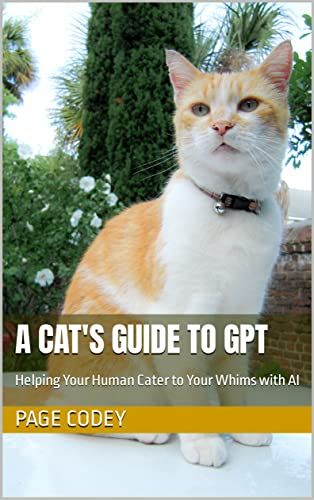 A CAT'S GUIDE TO GPT
Helping Your Human Cater to Your Whims with AI
PAGE CODEY